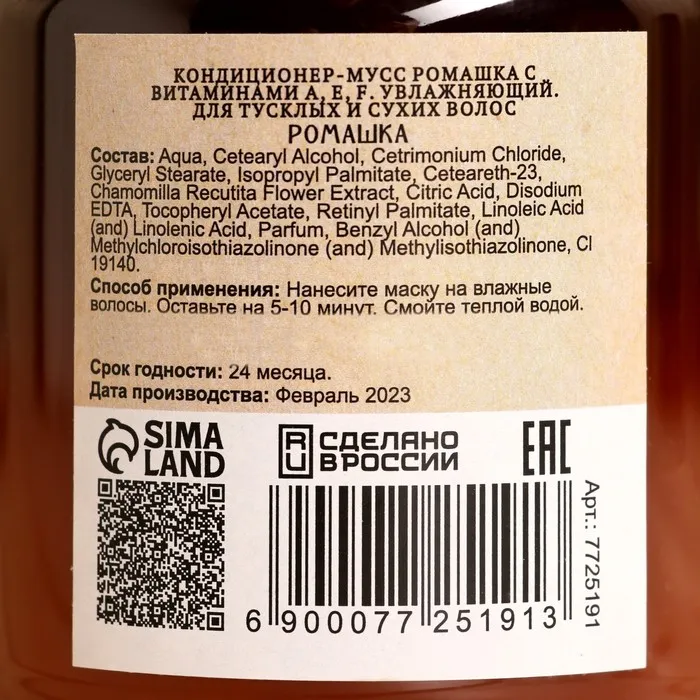 КОНДИЦИОНЕР-МУСС РОМАШКА С
ВИТАМИНАМИ A, E, F. УВЛАЖНЯЮЩИЙ.
ДЛЯ ТУСКЛЫХ И СУХИХ ВОЛОС
РОМАШКА
Состав: Aqua, Cetearyl Alcohol, Cetrimonium Chloride,
Glyceryl Stearate, Isopropyl Palmitate, Ceteareth-23,
Chamomilla Recutita Flower Extract, Citric Acid, Disodium
EDTA, Tocopheryl Acetate, Retinyl Palmitate, Linoleic Acid
(and) Linolenic Acid, Parfum, Benzyl Alcohol (and)
Methylchloroisothiazolinone (and) Methylisothiazolinone, CI
19140.
Способ применения: Нанесите маску на влажные
волосы. Оставьте на 5-10 минут. Смойте теплой водой.
Срок годности: 24 месяца.
Дата производства: Февраль 2023
SIMA
LAND
RU
СДЕЛАНО
В РОССИИ
EAC
Арт.: 7725191
6 900077 251913